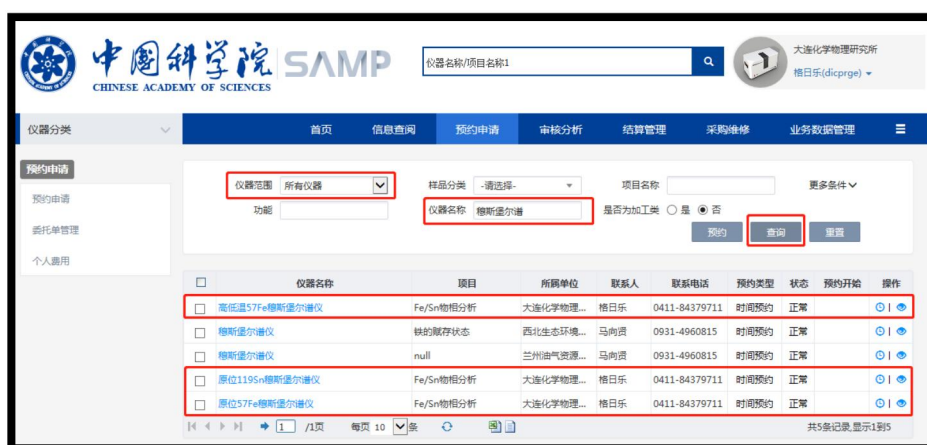 中国科学院 SAMP
CHINESE ACADEMY OF SCIENCES
仪器名称/项目名称1
大连化学物理研究所
格日乐(dicprge)
仪器分类 首页 信息查阅 预约申请 审核分析 结算管理 采购维修 业务数据管理
预约申请
预约申请
委托单管理
个人费用
仪器范围 所有仪器 样品分类 -请选择- 项目名称 更多条件
功能 仪器名称 穆斯堡尔谱 是否为加工类 是 否
预约 查询 重置
仪器名称 项目 所属单位 联系人 联系电话 预约类型 状态 预约开始 操作
高低温57Fe穆斯堡尔谱仪 Fe/Sn物相分析 大连化学物理... 格日乐 0411-84379711 时间预约 正常
穆斯堡尔谱仪 铁的赋存状态 西北生态环境... 马向贤 0931-4960815 时间预约 正常
穆斯堡尔谱仪 null 兰州油气资源... 马向贤 0931-4960815 时间预约 正常
原位119Sn穆斯堡尔谱仪 Fe/Sn物相分析 大连化学物理... 格日乐 0411-84379711 时间预约 正常
原位57Fe穆斯堡尔谱仪 Fe/Sn物相分析 大连化学物理... 格日乐 0411-84379711 时间预约 正常
1 /1页 每页 10 条 共5条记录,显示1到5